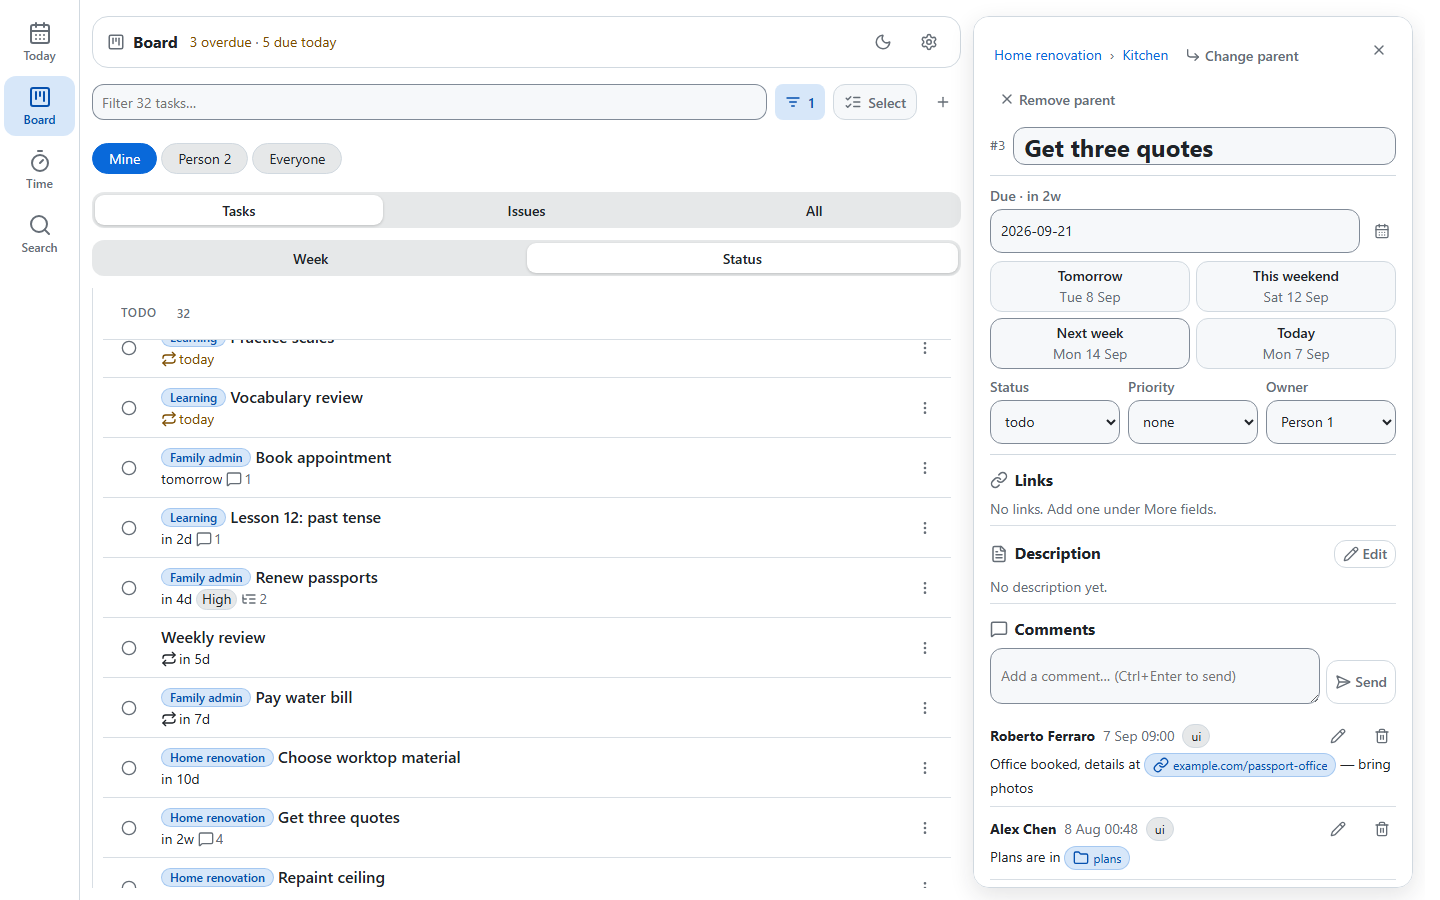 Today
Board
Time
Search
Board 3 overdue · 5 due today
Filter 32 tasks...
1
Select
Mine
Person 2
Everyone
Tasks
Issues
All
Week
Status
TODO 32
Learning Practice scales
today
Learning Vocabulary review
today
Family admin Book appointment
tomorrow 1
Learning Lesson 12: past tense
in 2d 1
Family admin Renew passports
in 4d High 2
Weekly review
in 5d
Family admin Pay water bill
in 7d
Home renovation Choose worktop material
in 10d
Home renovation Get three quotes
in 2w 4
Home renovation Repaint ceiling
Home renovation › Kitchen Change parent
Remove parent
#3 Get three quotes
Due · in 2w
2026-09-21
Tomorrow
Tue 8 Sep
This weekend
Sat 12 Sep
Next week
Mon 14 Sep
Today
Mon 7 Sep
Status Priority Owner
todo none Person 1
Links
No links. Add one under More fields.
Description Edit
No description yet.
Comments
Add a comment... (Ctrl+Enter to send)
Send
Roberto Ferraro 7 Sep 09:00 ui
Office booked, details at example.com/passport-office — bring
photos
Alex Chen 8 Aug 00:48 ui
Plans are in plans